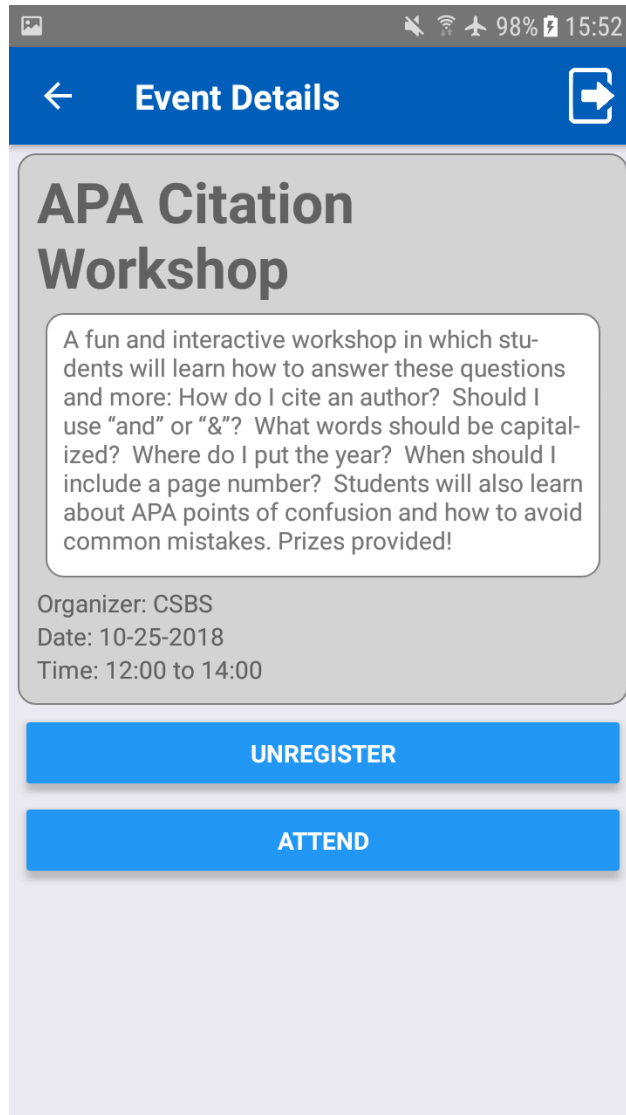 98% 15:52
Event Details
APA Citation
Workshop
A fun and interactive workshop in which stu-
dents will learn how to answer these questions
and more: How do I cite an author?  Should I
use “and” or “&”?  What words should be capital-
ized?  Where do I put the year?  When should I
include a page number?  Students will also learn
about APA points of confusion and how to avoid
common mistakes. Prizes provided!
Organizer: CSBS
Date: 10-25-2018
Time: 12:00 to 14:00
UNREGISTER
ATTEND